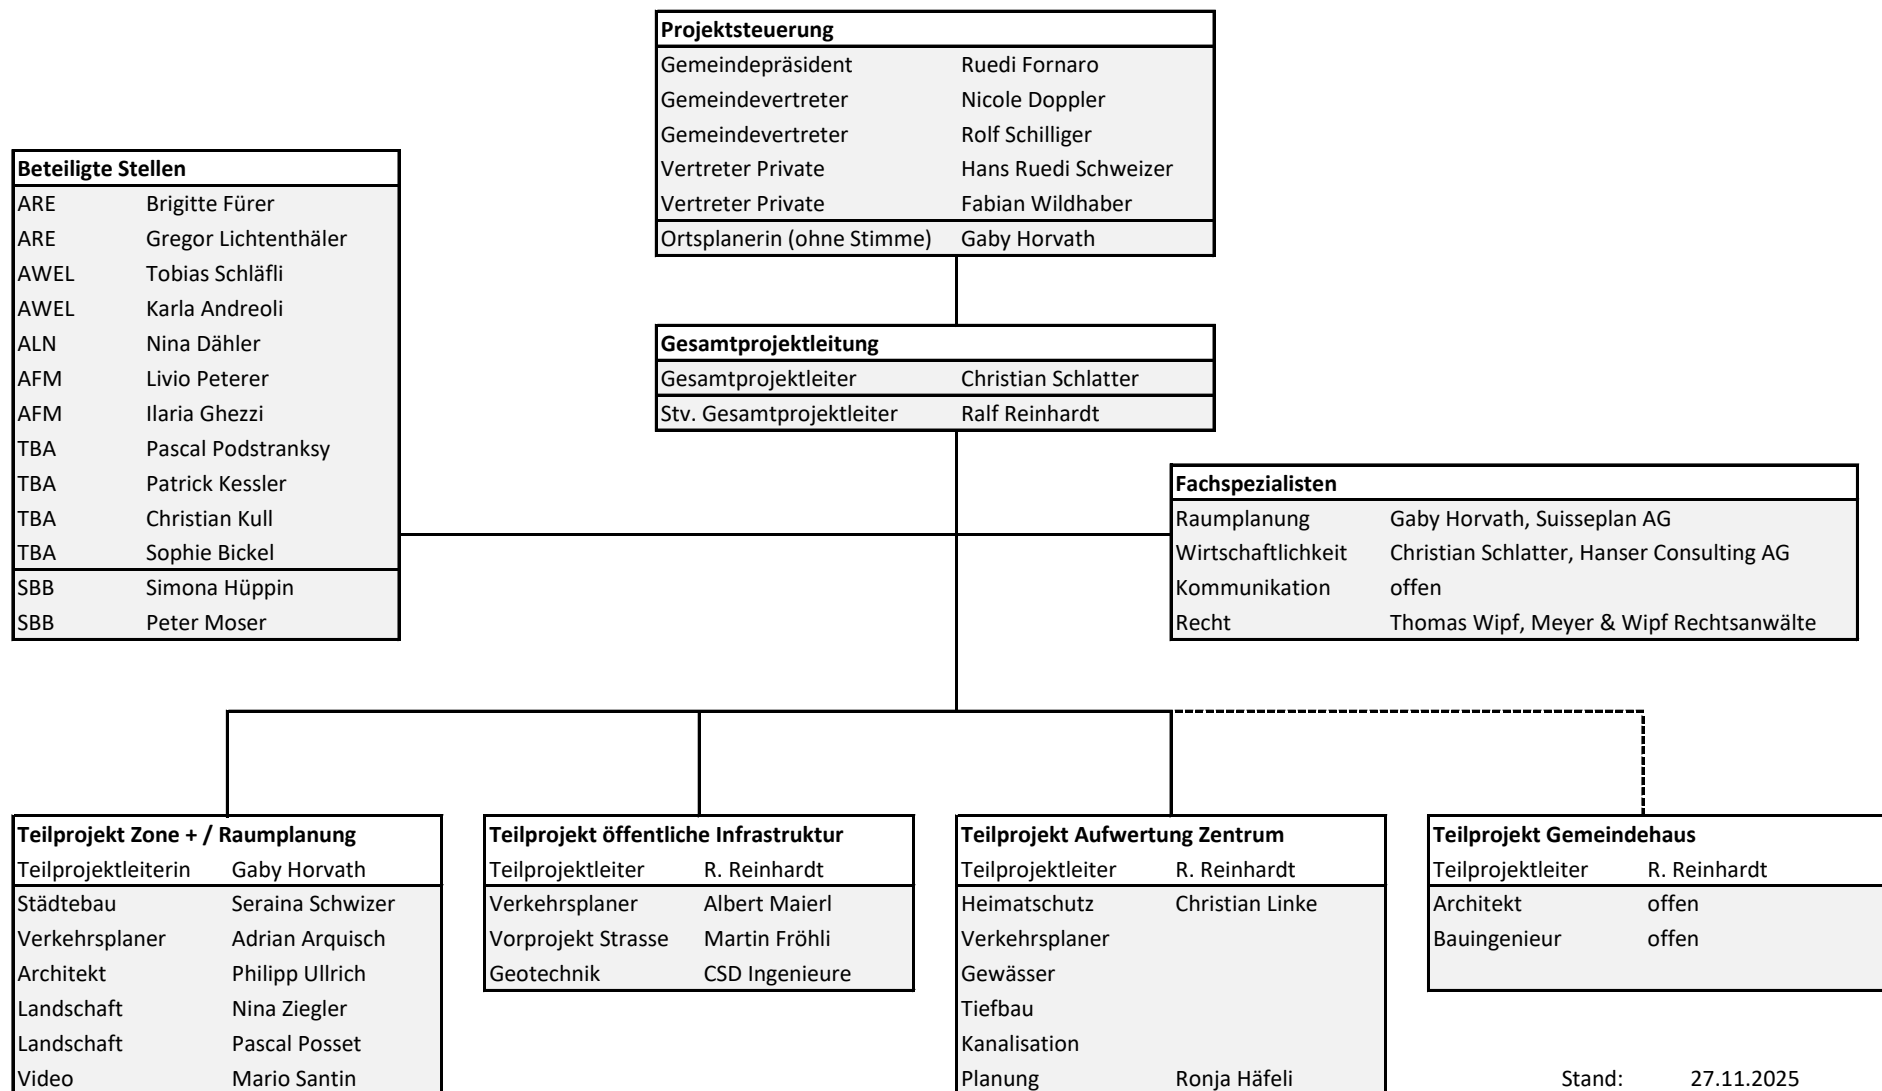 Projektsteuerung
Gemeindepräsident Ruedi Fornaro
Gemeindevertreter Nicole Doppler
Gemeindevertreter Rolf Schilliger
Vertreter Private Hans Ruedi Schweizer
Vertreter Private Fabian Wildhaber
Ortsplanerin (ohne Stimme) Gaby Horvath
Beteiligte Stellen
ARE Brigitte Fürer
ARE Gregor Lichtenthäler
AWEL Tobias Schläfli
AWEL Karla Andreoli
ALN Nina Dähler
AFM Livio Peterer
AFM Ilaria Ghezzi
TBA Pascal Podstranksy
TBA Patrick Kessler
TBA Christian Kull
TBA Sophie Bickel
SBB Simona Hüppin
SBB Peter Moser
Gesamtprojektleitung
Gesamtprojektleiter Christian Schlatter
Stv. Gesamtprojektleiter Ralf Reinhardt
Fachspezialisten
Raumplanung Gaby Horvath, Suisseplan AG
Wirtschaftlichkeit Christian Schlatter, Hanser Consulting AG
Kommunikation offen
Recht Thomas Wipf, Meyer & Wipf Rechtsanwälte
Teilprojekt Zone + / Raumplanung
Teilprojektleiterin Gaby Horvath
Städtebau Seraina Schwizer
Verkehrsplaner Adrian Arquisch
Architekt Philipp Ullrich
Landschaft Nina Ziegler
Landschaft Pascal Posset
Video Mario Santin
Teilprojekt öffentliche Infrastruktur
Teilprojektleiter R. Reinhardt
Verkehrsplaner Albert Maierl
Vorprojekt Strasse Martin Fröhli
Geotechnik CSD Ingenieure
Teilprojekt Aufwertung Zentrum
Teilprojektleiter R. Reinhardt
Heimatschutz Christian Linke
Verkehrsplaner
Gewässer
Tiefbau
Kanalisation
Planung Ronja Häfeli
Teilprojekt Gemeindehaus
Teilprojektleiter R. Reinhardt
Architekt offen
Bauingenieur offen
Stand: 27.11.2025